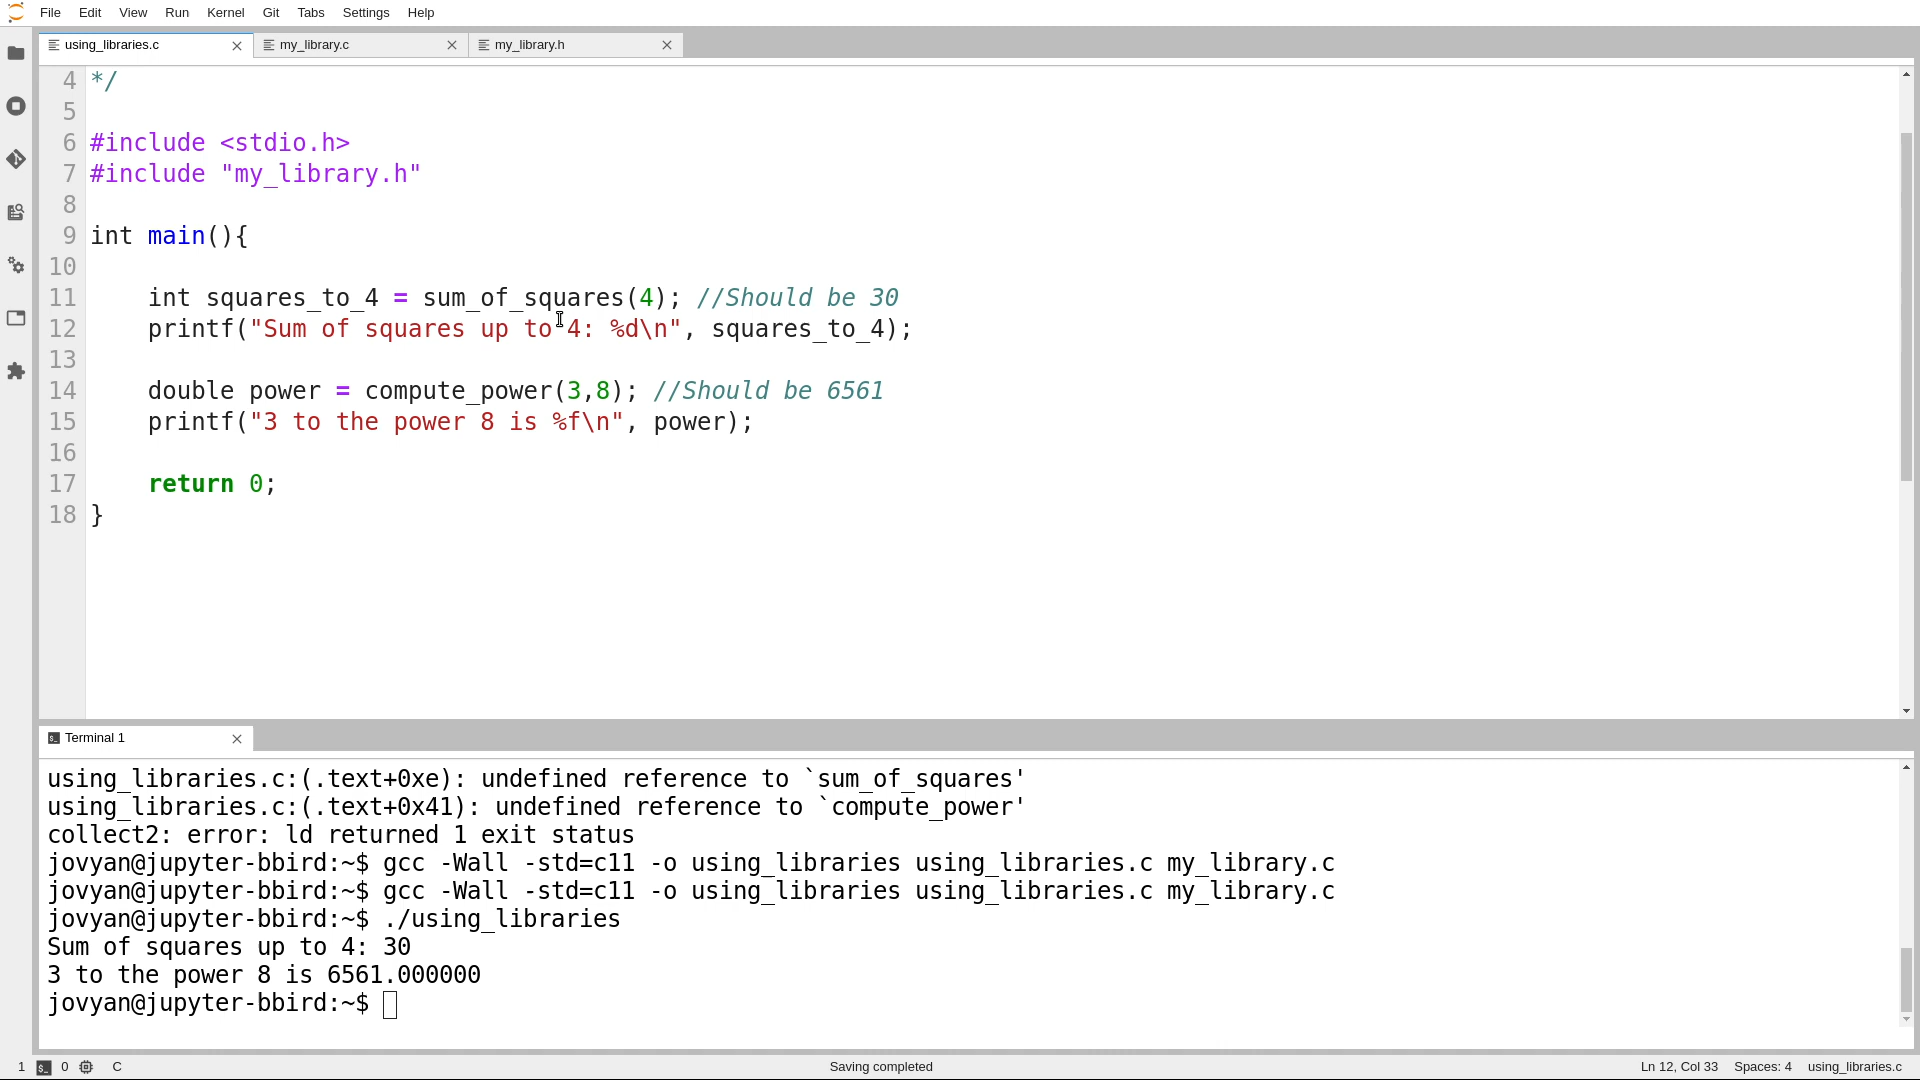 File Edit View Run Kernel Git Tabs Settings Help
using_libraries.c my_library.c my_library.h
4 */
5
6 #include <stdio.h>
7 #include "my_library.h"
8
9 int main(){
10
11     int squares_to_4 = sum_of_squares(4); //Should be 30
12     printf("Sum of squares up to 4: %d\n", squares_to_4);
13
14     double power = compute_power(3,8); //Should be 6561
15     printf("3 to the power 8 is %f\n", power);
16
17     return 0;
18 }
Terminal 1
using_libraries.c:(.text+0xe): undefined reference to `sum_of_squares'
using_libraries.c:(.text+0x41): undefined reference to `compute_power'
collect2: error: ld returned 1 exit status
jovyan@jupyter-bbird:~$ gcc -Wall -std=c11 -o using_libraries using_libraries.c my_library.c
jovyan@jupyter-bbird:~$ gcc -Wall -std=c11 -o using_libraries using_libraries.c my_library.c
jovyan@jupyter-bbird:~$ ./using_libraries
Sum of squares up to 4: 30
3 to the power 8 is 6561.000000
jovyan@jupyter-bbird:~$
1 0 C Saving completed Ln 12, Col 33 Spaces: 4 using_libraries.c